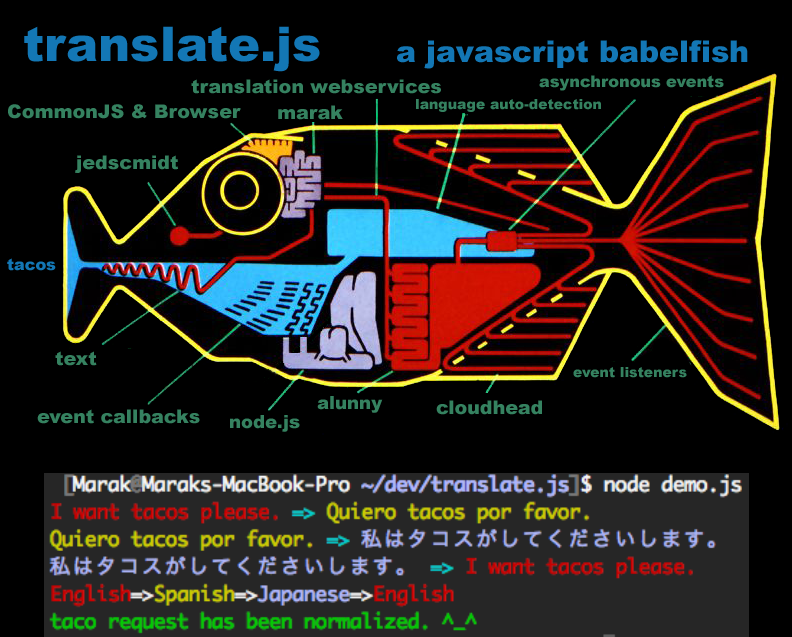 translate.js
a javascript babelfish
translation webservices
asynchronous events
CommonJS & Browser
marak
language auto-detection
jedscmidt
tacos
text
event callbacks
node.js
alunny
cloudhead
event listeners
[Marak@Maraks-MacBook-Pro ~/dev/translate.js]$ node demo.js
I want tacos please. => Quiero tacos por favor.
Quiero tacos por favor. => 私はタコスがしてくださいします。
私はタコスがしてくださいします。 => I want tacos please.
English=>Spanish=>Japanese=>English
taco request has been normalized. ^_^